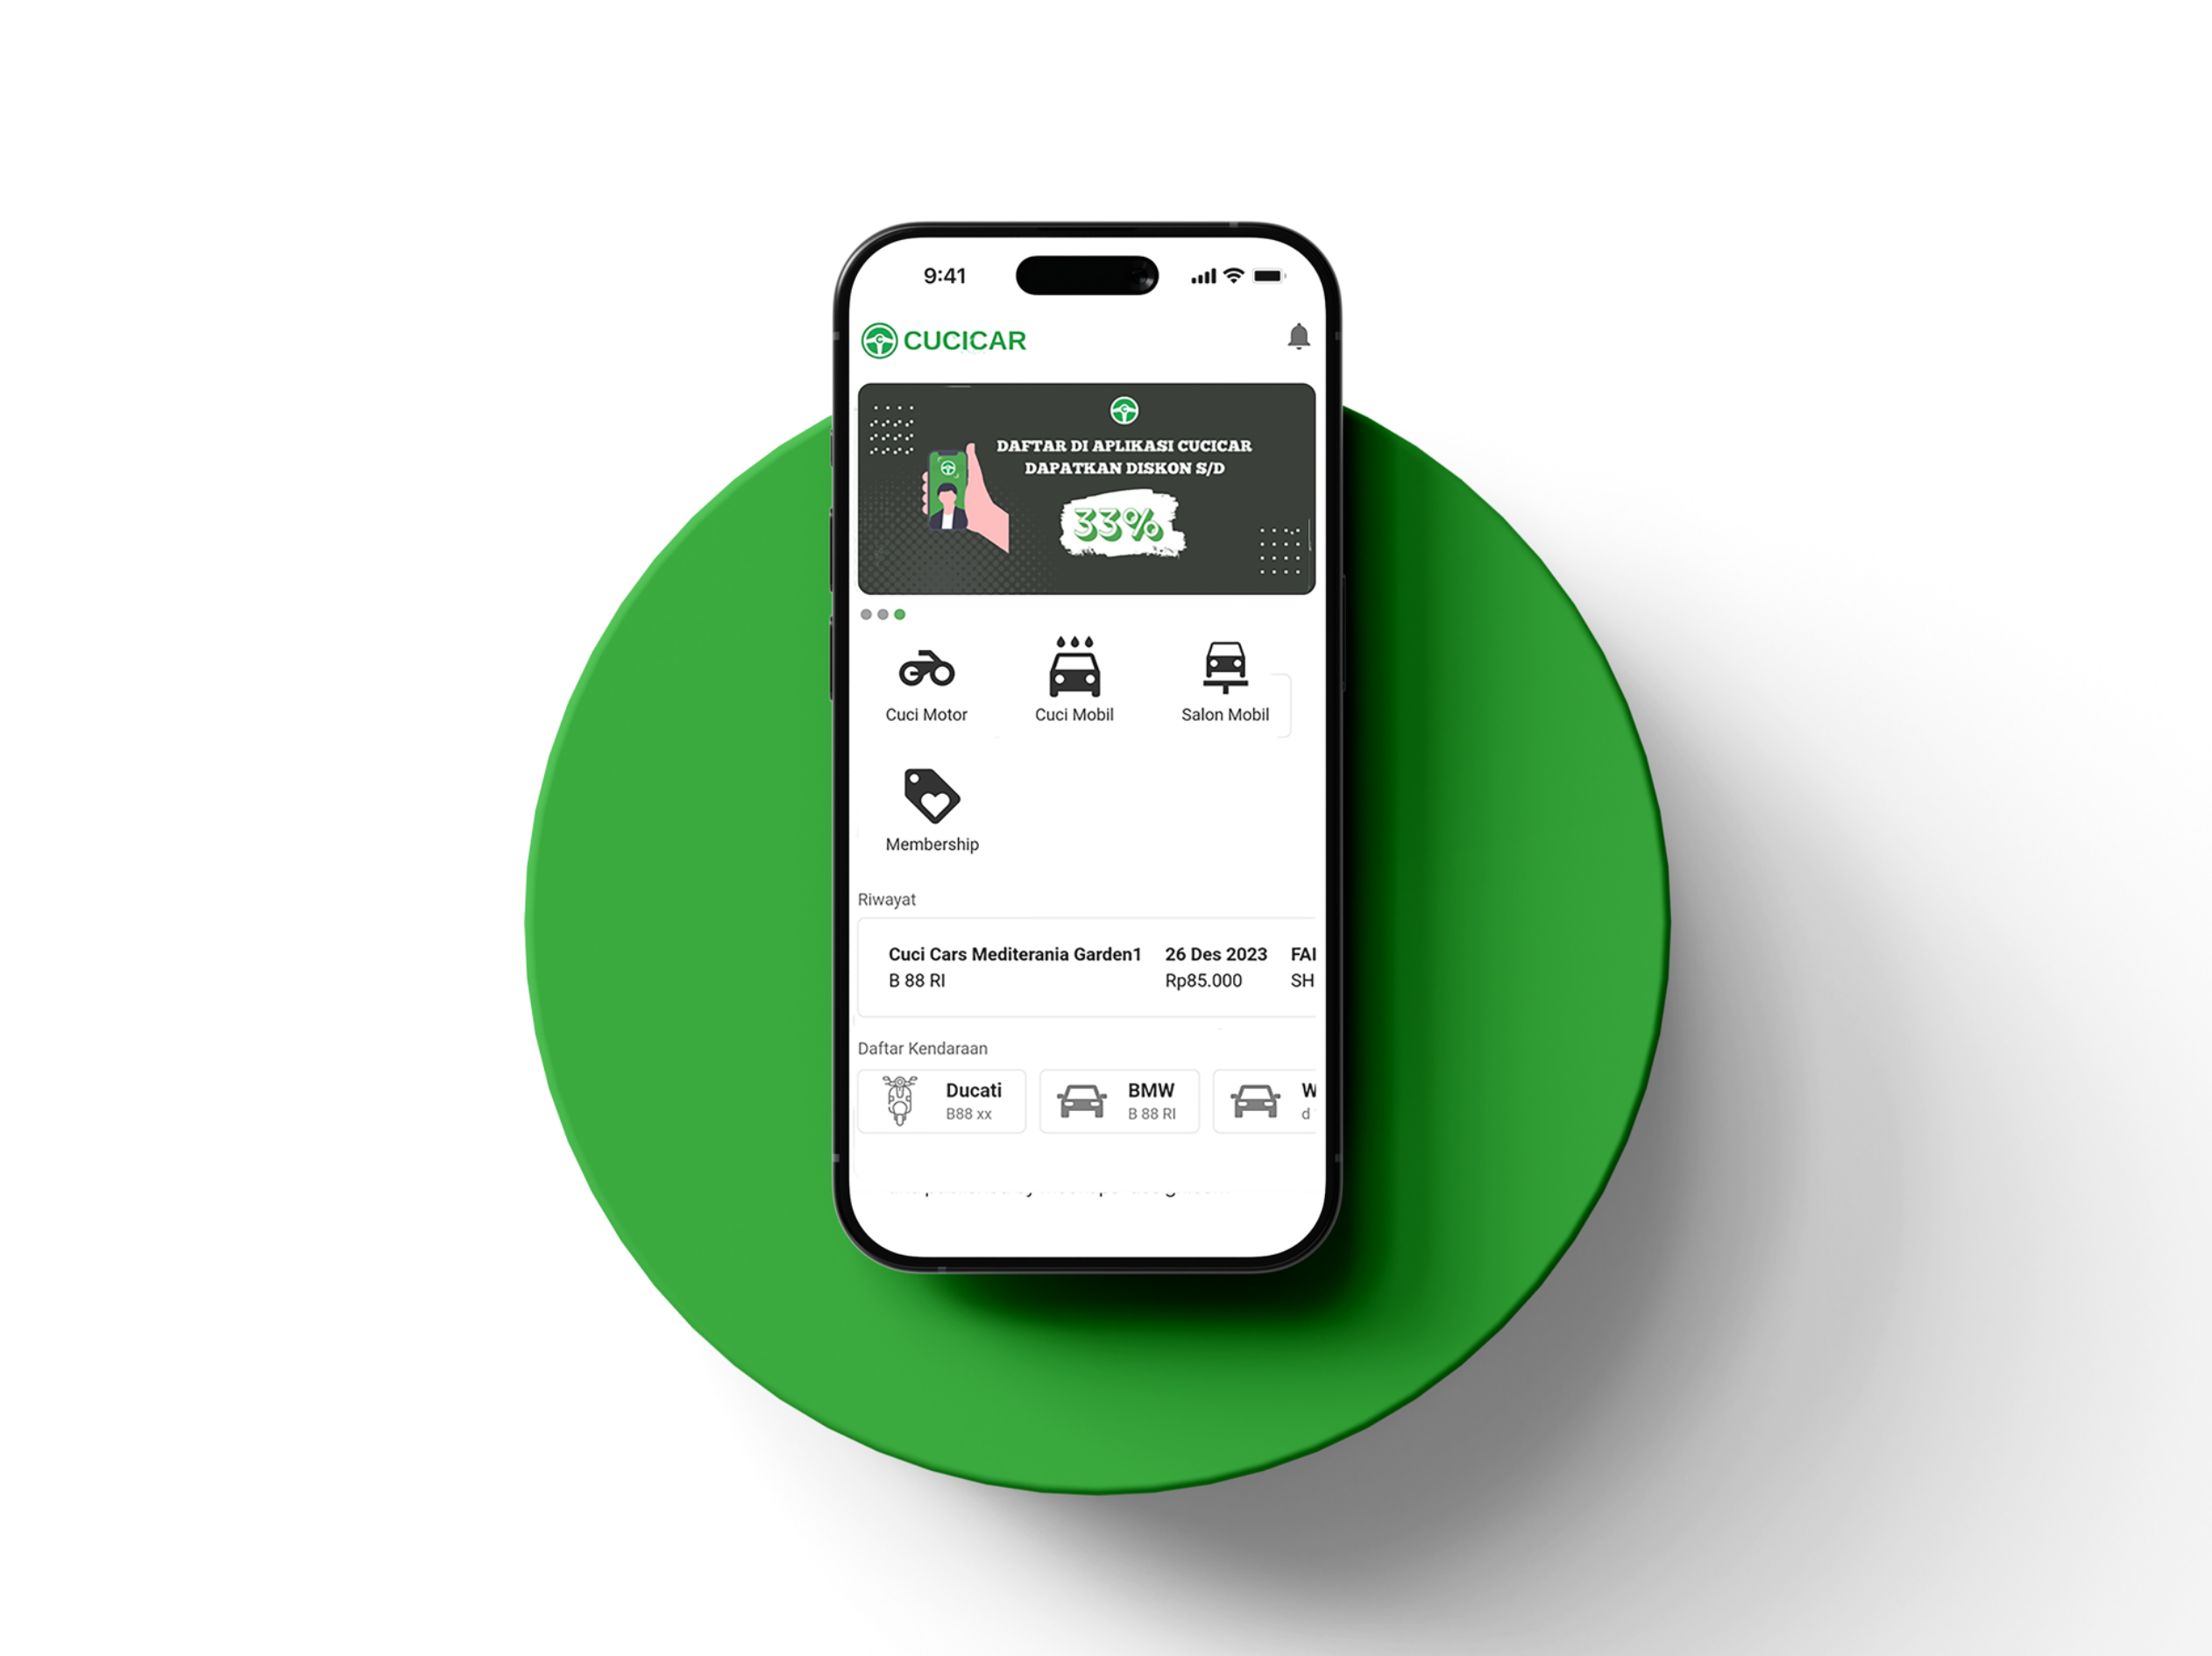 9:41
CUCICAR
DAFTAR DI APLIKASI CUCICAR
DAPATKAN DISKON S/D
33%
Cuci Motor
Cuci Mobil
Salon Mobil
Membership
Riwayat
Cuci Cars Mediterania Garden1 26 Des 2023 FAI
B 88 RI Rp85.000 SH
Daftar Kendaraan
Ducati
B88 xx
BMW
B 88 RI
W
d